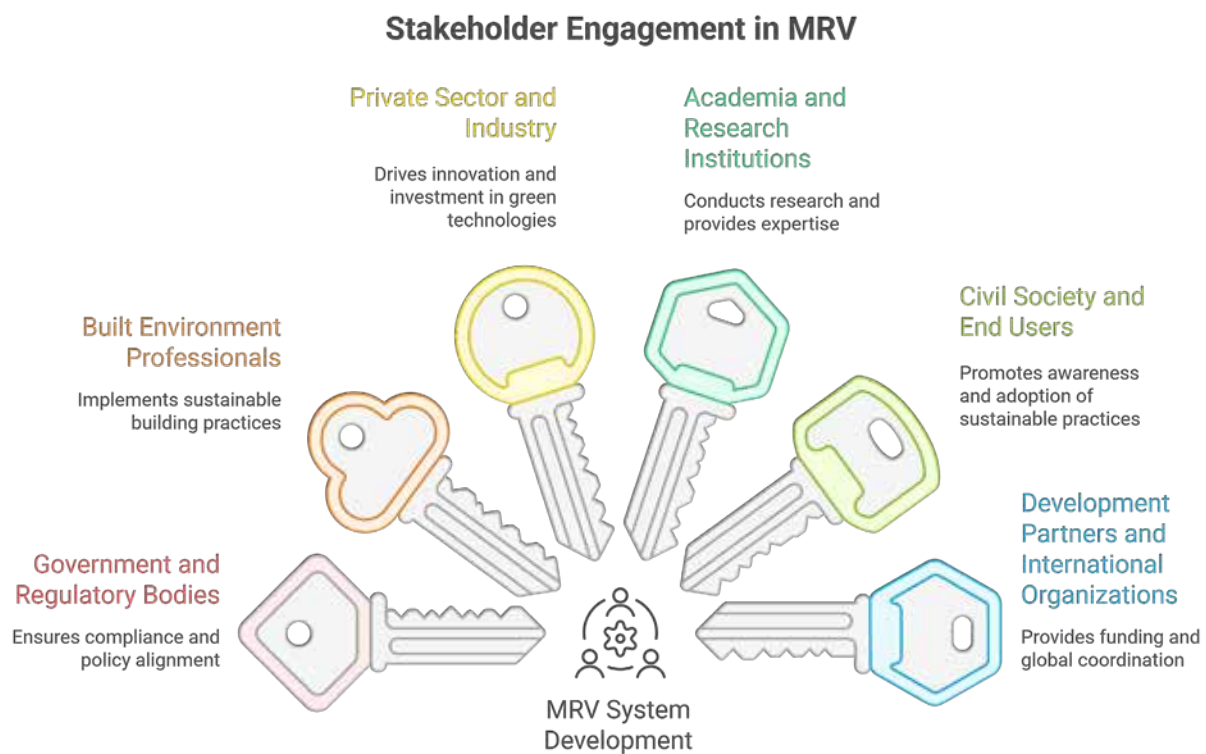 Stakeholder Engagement in MRV
Private Sector and
Industry
Drives innovation and
investment in green
technologies
Academia and
Research
Institutions
Conducts research and
provides expertise
Built Environment
Professionals
Implements sustainable
building practices
Civil Society and
End Users
Promotes awareness
and adoption of
sustainable practices
Government and
Regulatory Bodies
Ensures compliance and
policy alignment
Development
Partners and
International
Organizations
Provides funding and
global coordination
MRV System
Development